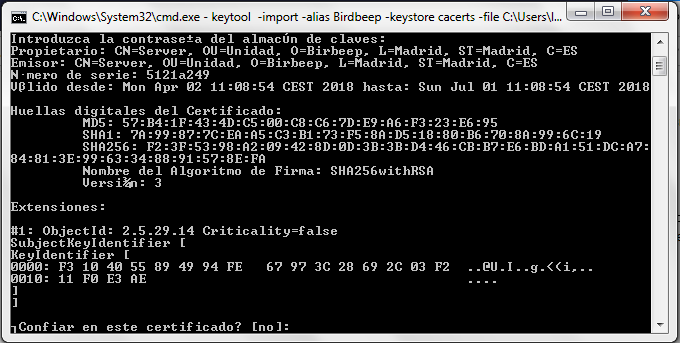 C:\Windows\System32\cmd.exe - keytool -import -alias Birdbeep -keystore cacerts -file C:\Users\l...
Introduzca la contrase±a del almacún de claves:
Propietario: CN=Server, OU=Unidad, O=Birbeep, L=Madrid, ST=Madrid, C=ES
Emisor: CN=Server, OU=Unidad, O=Birbeep, L=Madrid, ST=Madrid, C=ES
N·mero de serie: 5121a249
Vßlido desde: Mon Apr 02 11:08:54 CEST 2018 hasta: Sun Jul 01 11:08:54 CEST 2018
Huellas digitales del Certificado:
MD5: 57:B4:1F:43:4D:C5:00:C8:C6:7D:E9:A6:F3:23:E6:95
SHA1: 7A:99:87:7C:EA:A5:C3:B1:73:F5:8A:D5:18:80:B6:70:8A:99:6C:19
SHA256: F2:3F:53:98:A2:09:42:8D:0D:3B:3B:D4:46:CB:B7:E6:BD:A1:51:DC:A7:
84:81:3E:99:63:34:88:91:57:8E:FA
Nombre del Algoritmo de Firma: SHA256withRSA
Versi¾n: 3
Extensiones:
#1: ObjectId: 2.5.29.14 Criticality=false
SubjectKeyIdentifier [
KeyIdentifier [
0000: F3 10 40 55 89 49 94 FE   67 97 3C 28 69 2C 03 F2  ..@U.I..g.<(i,..
0010: 11 F0 E3 AE                                        ....
]
]
┐Confiar en este certificado? [no]: